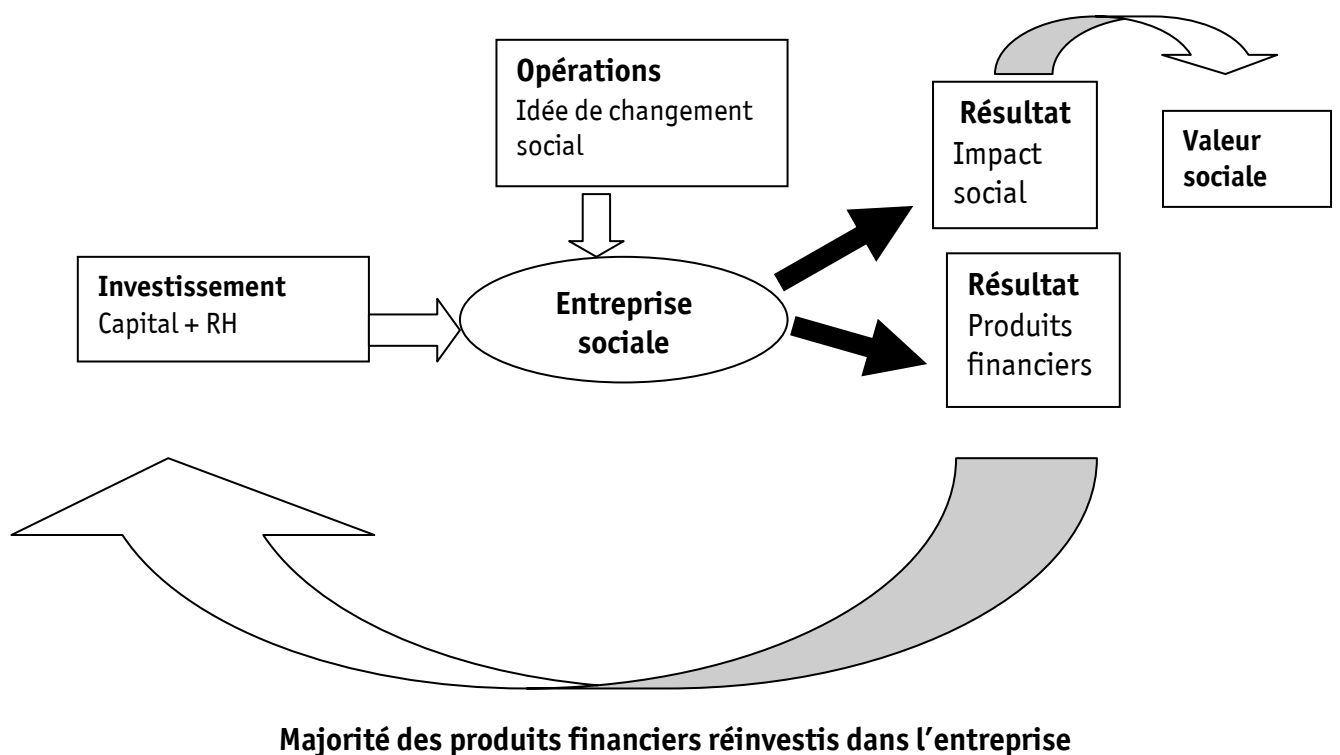 Opérations
Idée de changement
social
Résultat
Impact
social
Valeur
sociale
Investissement
Capital + RH
Entreprise
sociale
Résultat
Produits
financiers
Majorité des produits financiers réinvestis dans l'entreprise